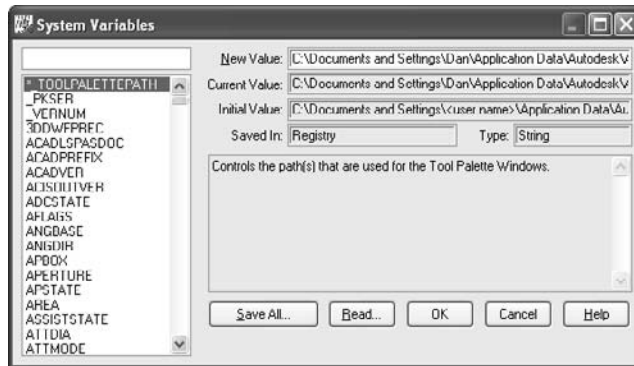 System Variables
* _TOOLPALETTEPATH
_PKSER
_VERNUM
3DDWFPREC
ACADLSPASDOC
ACADPREFIX
ACADVER
ACISOUTVER
ADCSTATE
AFLAGS
ANGBASE
ANGDIR
APBOX
APERTURE
APSTATE
AREA
ASSISTSTATE
ATTDIA
ATTMODE
New Value: C:\Documents and Settings\Dan\Application Data\Autodesk\
Current Value: C:\Documents and Settings\Dan\Application Data\Autodesk\
Initial Value: C:\Documents and Settings\<user name>\Application Data\Au
Saved In: Registry Type: String
Controls the path(s) that are used for the Tool Palette Windows.
Save All... Read... OK Cancel Help